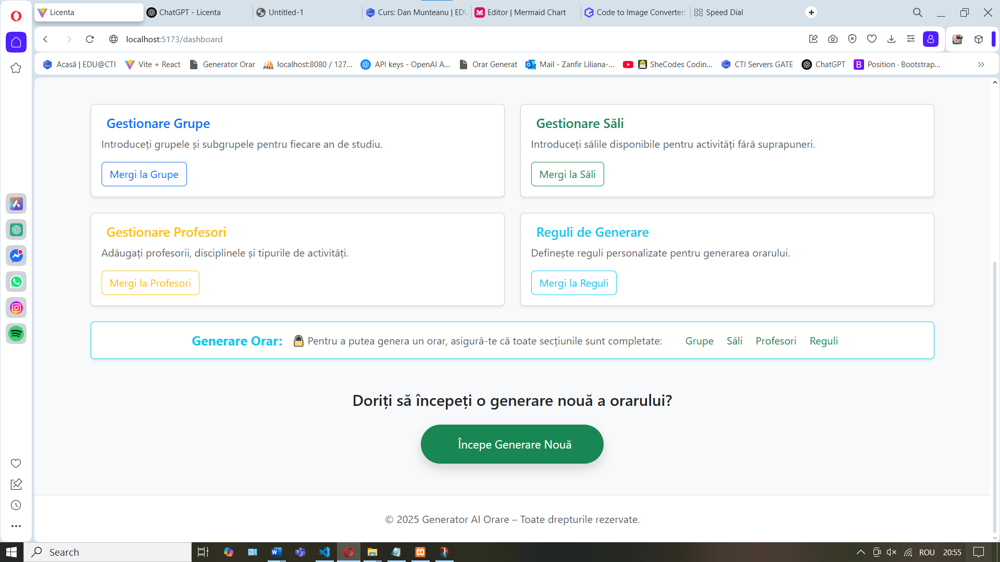 Licenta
ChatGPT - Licenta
Untitled-1
Curs: Dan Munteanu | EDU
Editor | Mermaid Chart
Code to Image Converter:
Speed Dial
localhost:5173/dashboard
Acasă | EDU@CTI
Vite + React
Generator Orar
PMA
localhost:8080 / 127...
API keys - OpenAI A...
Orar Generat
Mail - Zanfir Liliana-...
SheCodes Codin...
CTI Servers GATE
ChatGPT
B
Position · Bootstrap...
Gestionare Grupe
Introduceți grupele și subgrupele pentru fiecare an de studiu.
Mergi la Grupe
Gestionare Săli
Introduceți sălile disponibile pentru activități fără suprapuneri.
Mergi la Săli
Gestionare Profesori
Adăugați profesorii, disciplinele și tipurile de activități.
Mergi la Profesori
Reguli de Generare
Definește reguli personalizate pentru generarea orarului.
Mergi la Reguli
Generare Orar: 🔒 Pentru a putea genera un orar, asigură-te că toate secțiunile sunt completate: Grupe Săli Profesori Reguli
Doriți să începeți o generare nouă a orarului?
Începe Generare Nouă
© 2025 Generator AI Orare – Toate drepturile rezervate.
Search
ROU
20:55